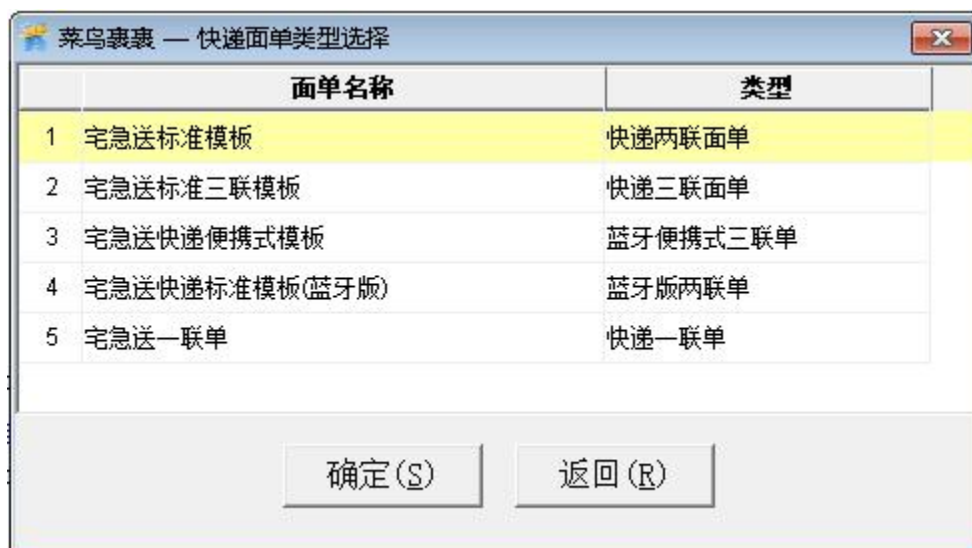 菜鸟裹裹 — 快递面单类型选择
面单名称 类型
1 宅急送标准模板 快递两联面单
2 宅急送标准三联模板 快递三联面单
3 宅急送快递便携式模板 蓝牙便携式三联单
4 宅急送快递标准模板(蓝牙版) 蓝牙版两联单
5 宅急送一联单 快递一联单
确定(S) 返回(R)